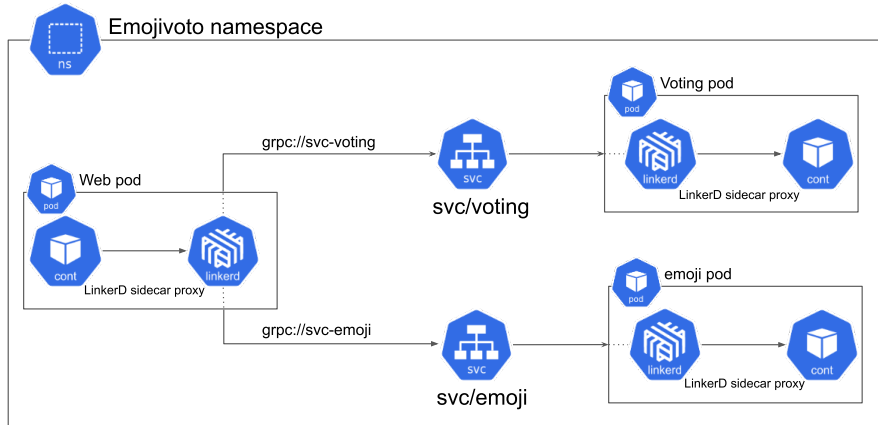 Emojivoto namespace
ns
Voting pod
pod
grpc://svc-voting
svc
linkerd
cont
LinkerD sidecar proxy
svc/voting
Web pod
pod
cont
linkerd
LinkerD sidecar proxy
emoji pod
pod
grpc://svc-emoji
svc
linkerd
cont
LinkerD sidecar proxy
svc/emoji